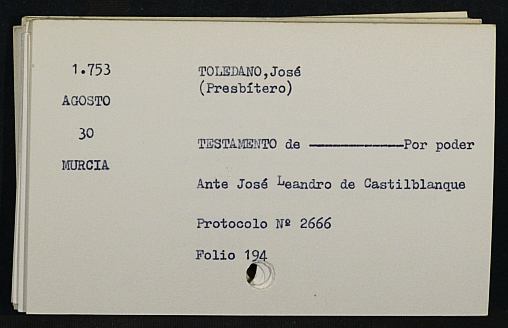 1.753
AGOSTO
30
MURCIA
TOLEDANO,José
(Presbítero)
TESTAMENTO de ------------Por poder
Ante José Leandro de Castilblanque
Protocolo Nº 2666
Folio 194